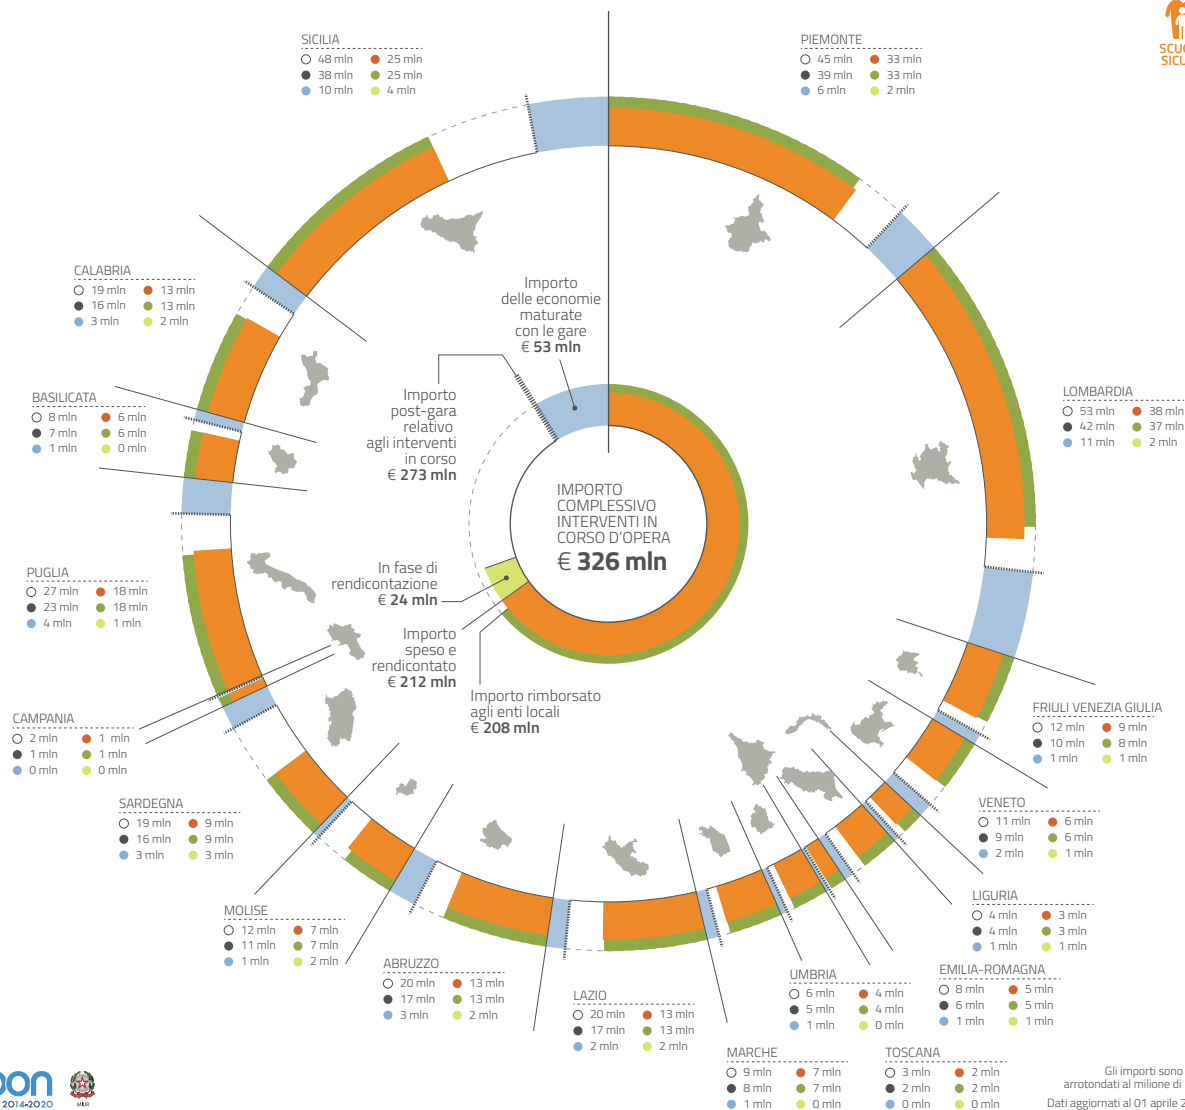 SICILIA
48 mln 25 mln
38 mln 25 mln
10 mln 4 mln
PIEMONTE
45 mln 33 mln
39 mln 33 mln
6 mln 2 mln
CALABRIA
19 mln 13 mln
16 mln 13 mln
3 mln 2 mln
BASILICATA
8 mln 6 mln
7 mln 6 mln
1 mln 0 mln
LOMBARDIA
53 mln 38 mln
42 mln 37 mln
11 mln 2 mln
Importo
delle economie
maturate
con le gare
€ 53 mln
Importo
post-gara
relativo
agli interventi
in corso
€ 273 mln
IMPORTO
COMPLESSIVO
INTERVENTI IN
CORSO D'OPERA
€ 326 mln
In fase di
rendicontazione
€ 24 mln
Importo
speso e
rendicontato
€ 212 mln
Importo rimborsato
agli enti locali
€ 208 mln
PUGLIA
27 mln 18 mln
23 mln 18 mln
4 mln 1 mln
CAMPANIA
2 mln 1 mln
1 mln 1 mln
0 mln 0 mln
FRIULI VENEZIA GIULIA
12 mln 9 mln
10 mln 8 mln
1 mln 1 mln
SARDEGNA
19 mln 9 mln
16 mln 9 mln
3 mln 3 mln
VENETO
11 mln 6 mln
9 mln 6 mln
2 mln 1 mln
MOLISE
12 mln 7 mln
11 mln 7 mln
1 mln 2 mln
LIGURIA
4 mln 3 mln
4 mln 3 mln
1 mln 1 mln
ABRUZZO
20 mln 13 mln
17 mln 13 mln
3 mln 2 mln
LAZIO
20 mln 13 mln
17 mln 13 mln
2 mln 2 mln
UMBRIA
6 mln 4 mln
5 mln 4 mln
1 mln 0 mln
EMILIA-ROMAGNA
8 mln 5 mln
6 mln 5 mln
1 mln 1 mln
MARCHE
9 mln 7 mln
8 mln 7 mln
1 mln 0 mln
TOSCANA
3 mln 2 mln
2 mln 2 mln
0 mln 0 mln
Gli importi sono
arrotondati al milione di
Dati aggiornati al 01 aprile 2
on
2014-2020
MIUR